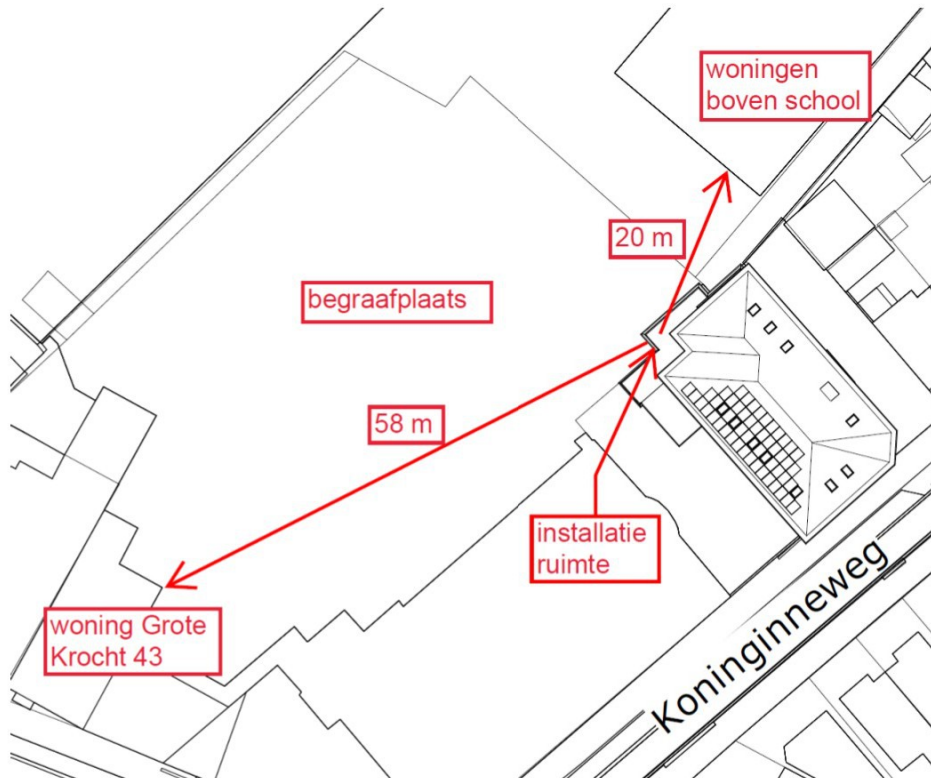 woningen
boven school
20 m
begraafplaats
58 m
installatie
ruimte
woning Grote
Krocht 43
Koninginneweg